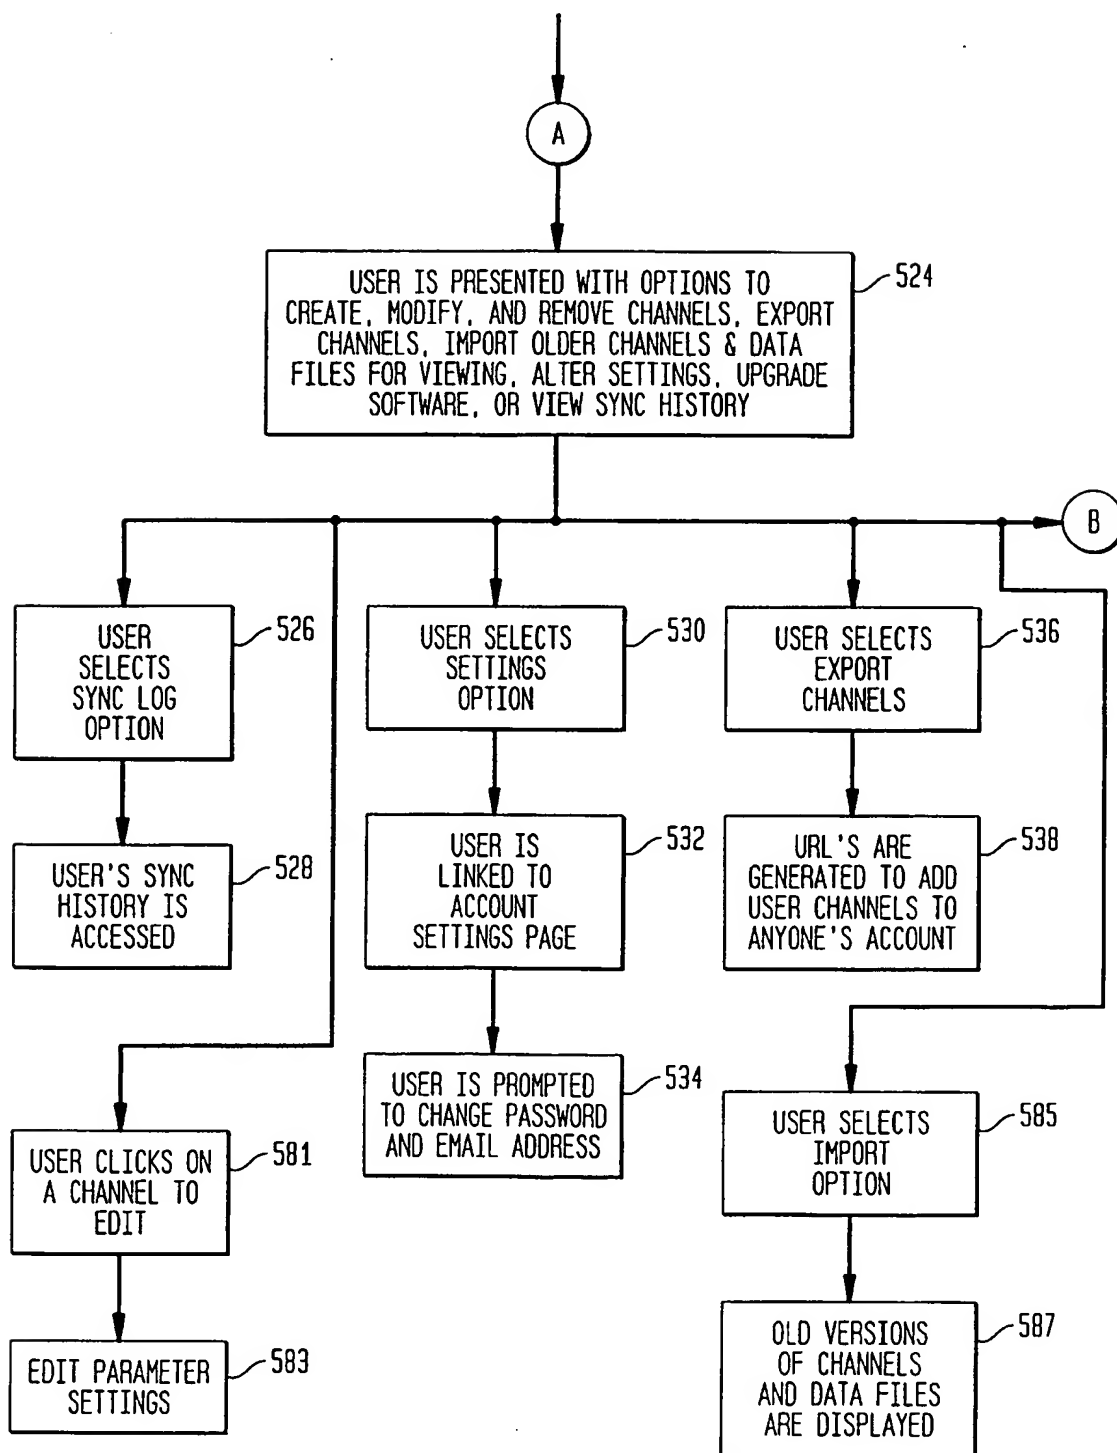 A
USER IS PRESENTED WITH OPTIONS TO
CREATE, MODIFY, AND REMOVE CHANNELS, EXPORT
CHANNELS, IMPORT OLDER CHANNELS & DATA
FILES FOR VIEWING, ALTER SETTINGS, UPGRADE
SOFTWARE, OR VIEW SYNC HISTORY
524
B
USER
SELECTS
SYNC LOG
OPTION
526
USER SELECTS
SETTINGS
OPTION
530
USER SELECTS
EXPORT
CHANNELS
536
USER'S SYNC
HISTORY IS
ACCESSED
528
USER IS
LINKED TO
ACCOUNT
SETTINGS PAGE
532
URL'S ARE
GENERATED TO ADD
USER CHANNELS TO
ANYONE'S ACCOUNT
538
USER IS PROMPTED
TO CHANGE PASSWORD
AND EMAIL ADDRESS
534
USER CLICKS ON
A CHANNEL TO
EDIT
581
USER SELECTS
IMPORT
OPTION
585
EDIT PARAMETER
SETTINGS
583
OLD VERSIONS
OF CHANNELS
AND DATA FILES
ARE DISPLAYED
587